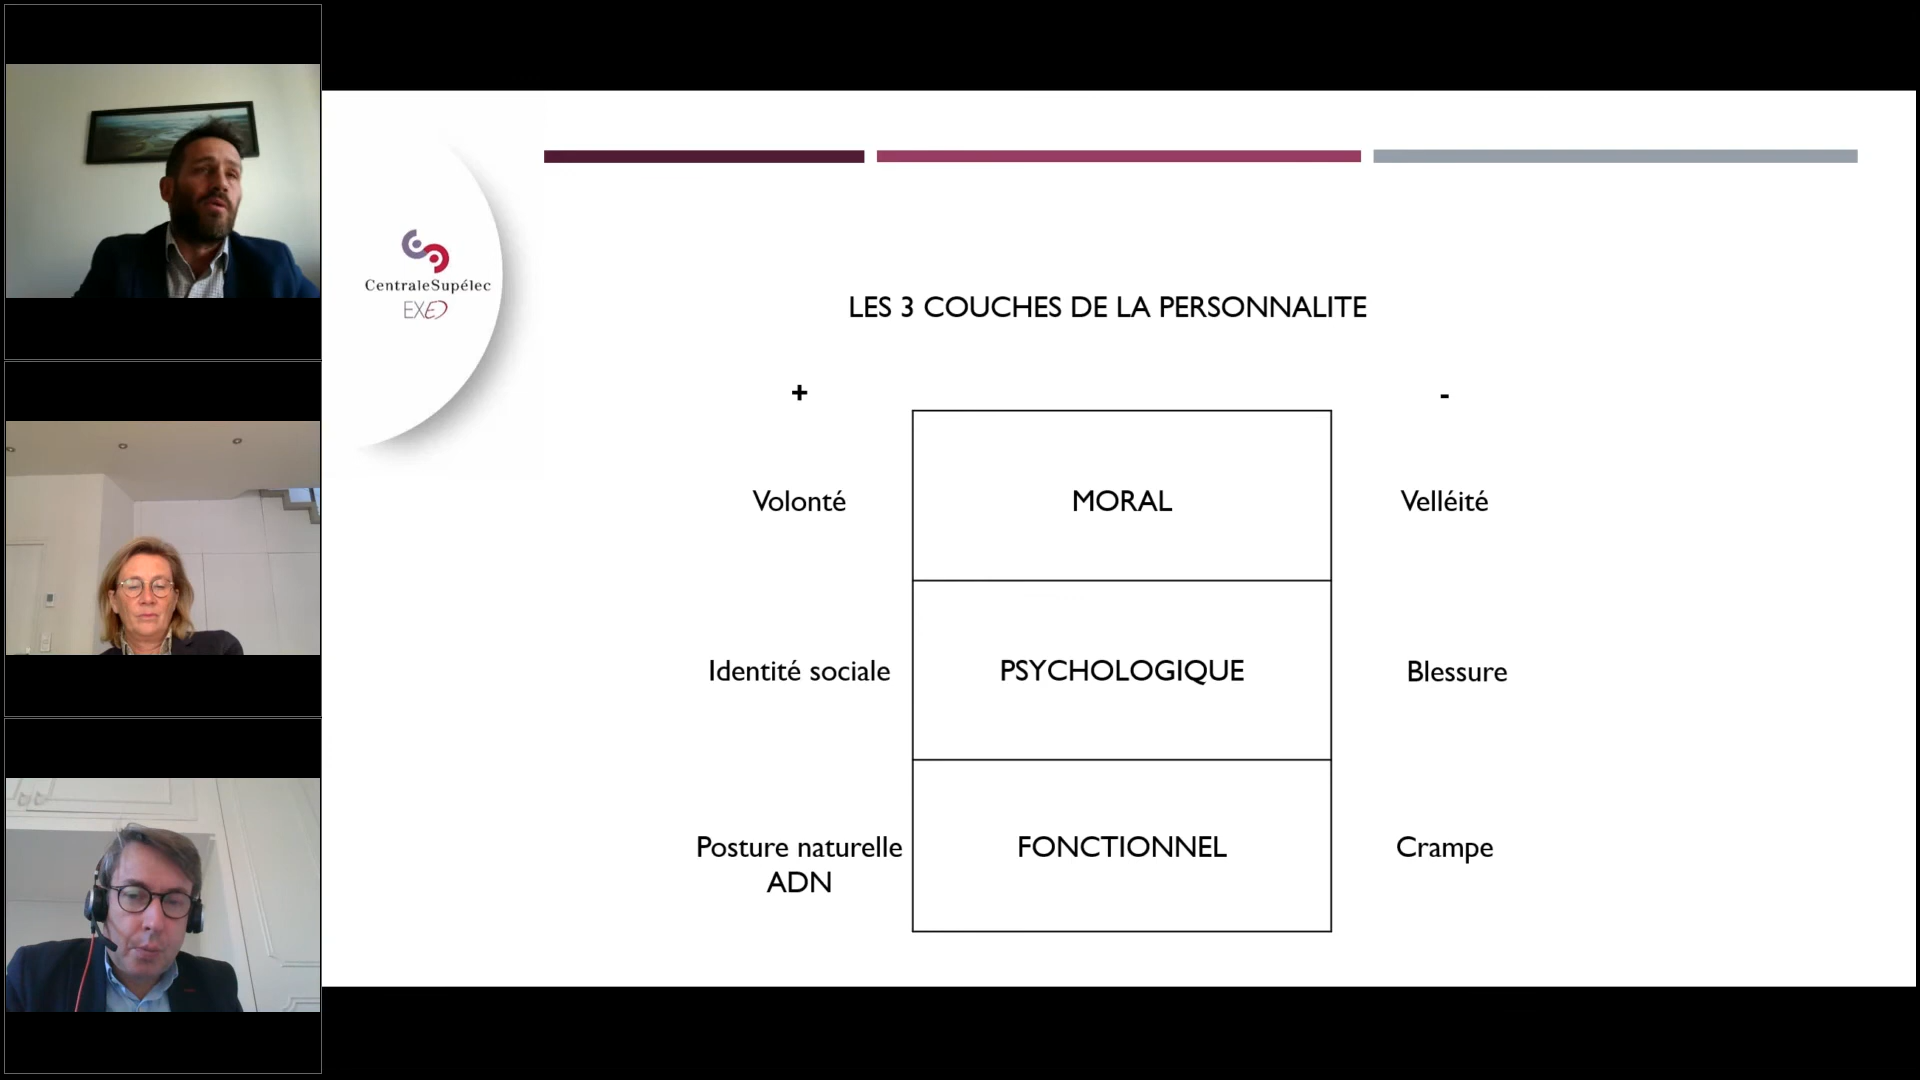 CentraleSupélec
EXED
LES 3 COUCHES DE LA PERSONNALITE
+
-
Volonté
MORAL
Velléité
Identité sociale
PSYCHOLOGIQUE
Blessure
Posture naturelle
ADN
FONCTIONNEL
Crampe